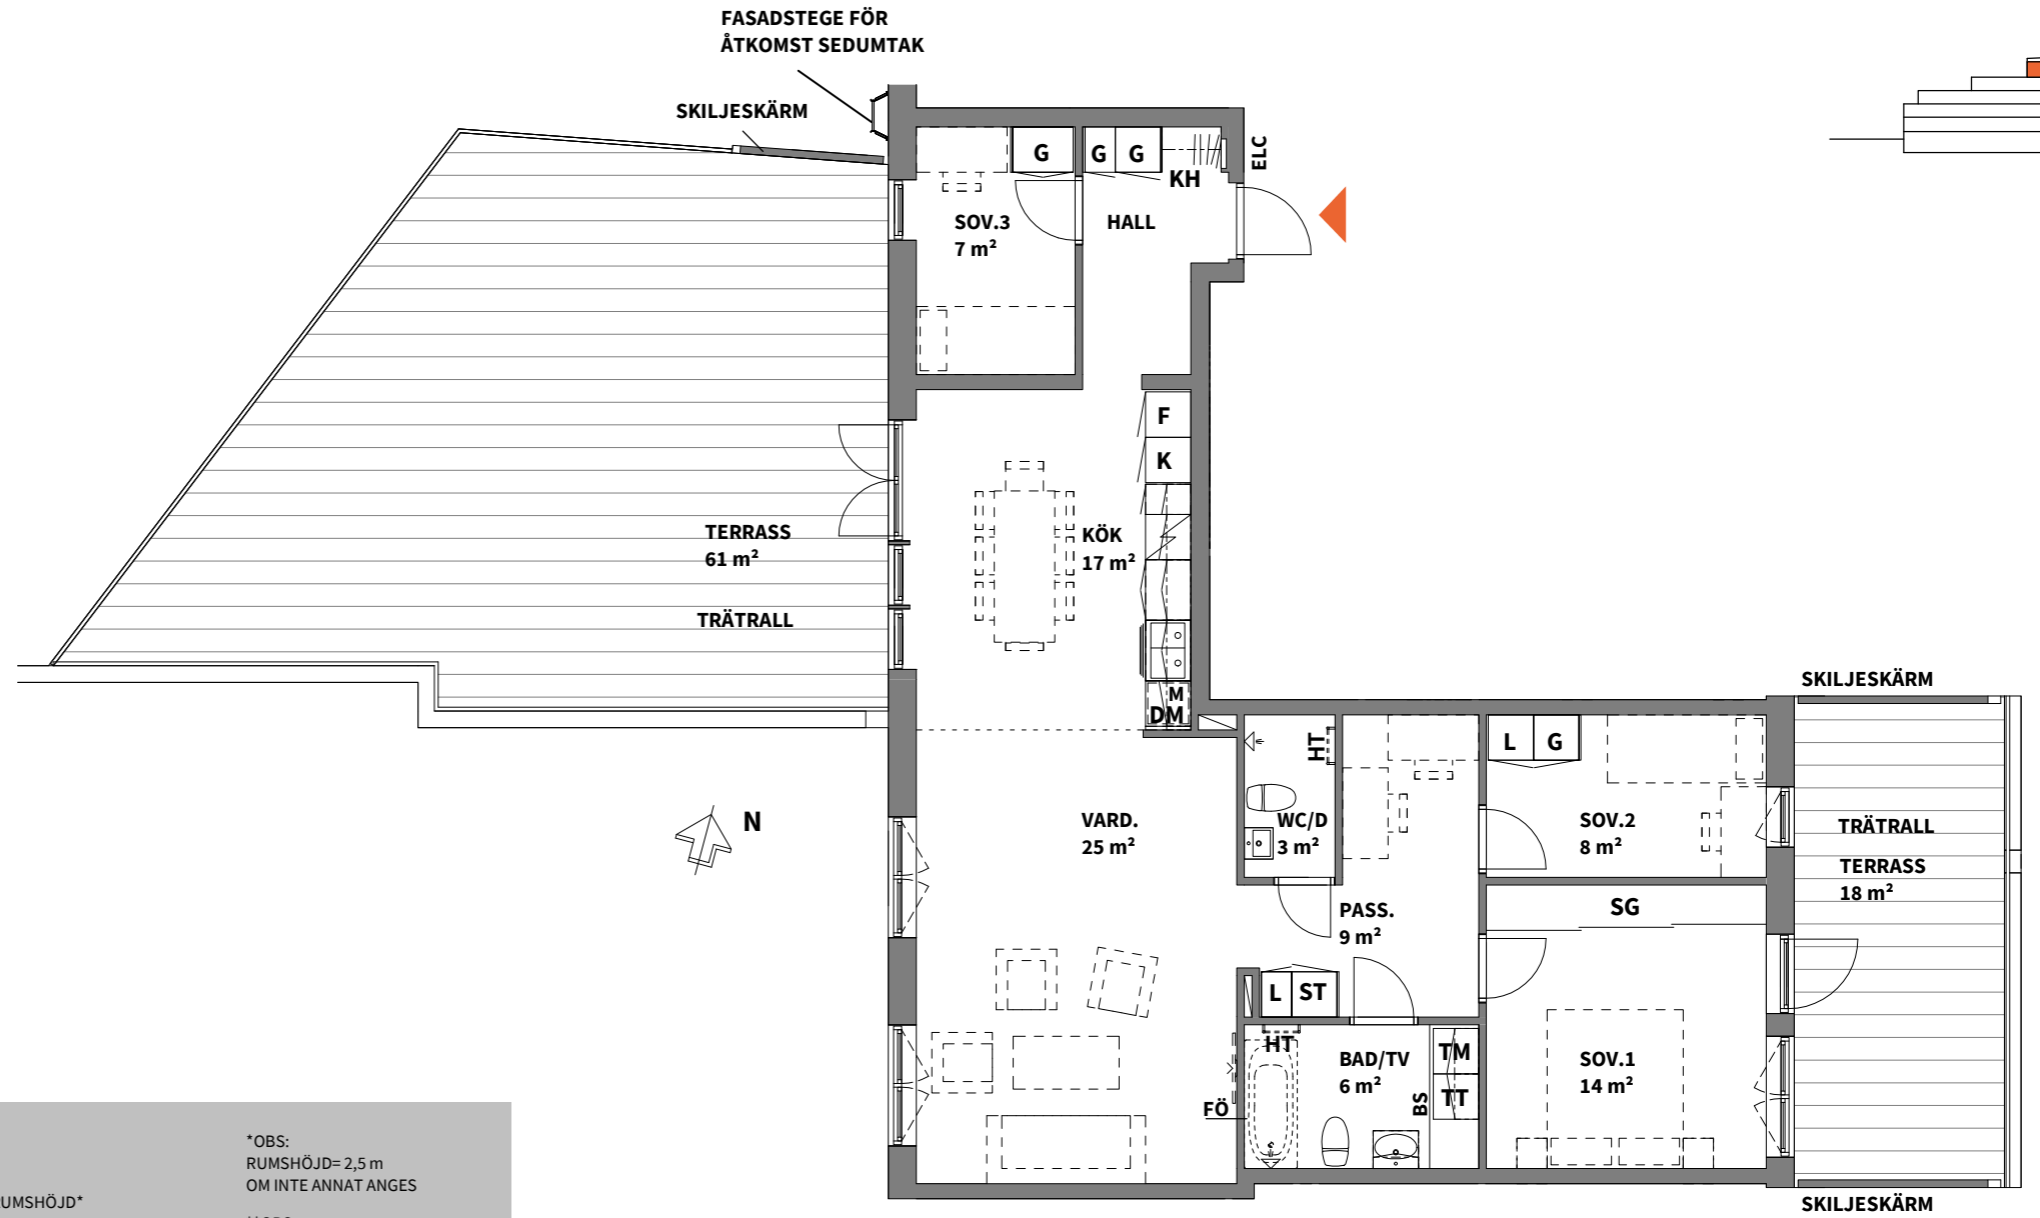 FASADSTEGE FÖR
ÅTKOMST SEDUMTAK
SKILJESKÄRM
G
G
G
KH
ELC
SOV.3
7 m²
HALL
F
K
KÖK
17 m²
TERRASS
61 m²
TRÄTRALL
M
DM
SKILJESKÄRM
HT
L
G
N
VARD.
25 m²
WC/D
3 m²
SOV.2
8 m²
TRÄTRALL
TERRASS
18 m²
PASS.
9 m²
SG
L
ST
HT
BAD/TV
6 m²
TM
TT
BS
FÖ
SOV.1
14 m²
SKILJESKÄRM
*OBS:
RUMSHÖJD= 2,5 m
OM INTE ANNAT ANGES
RUMSHÖJD*